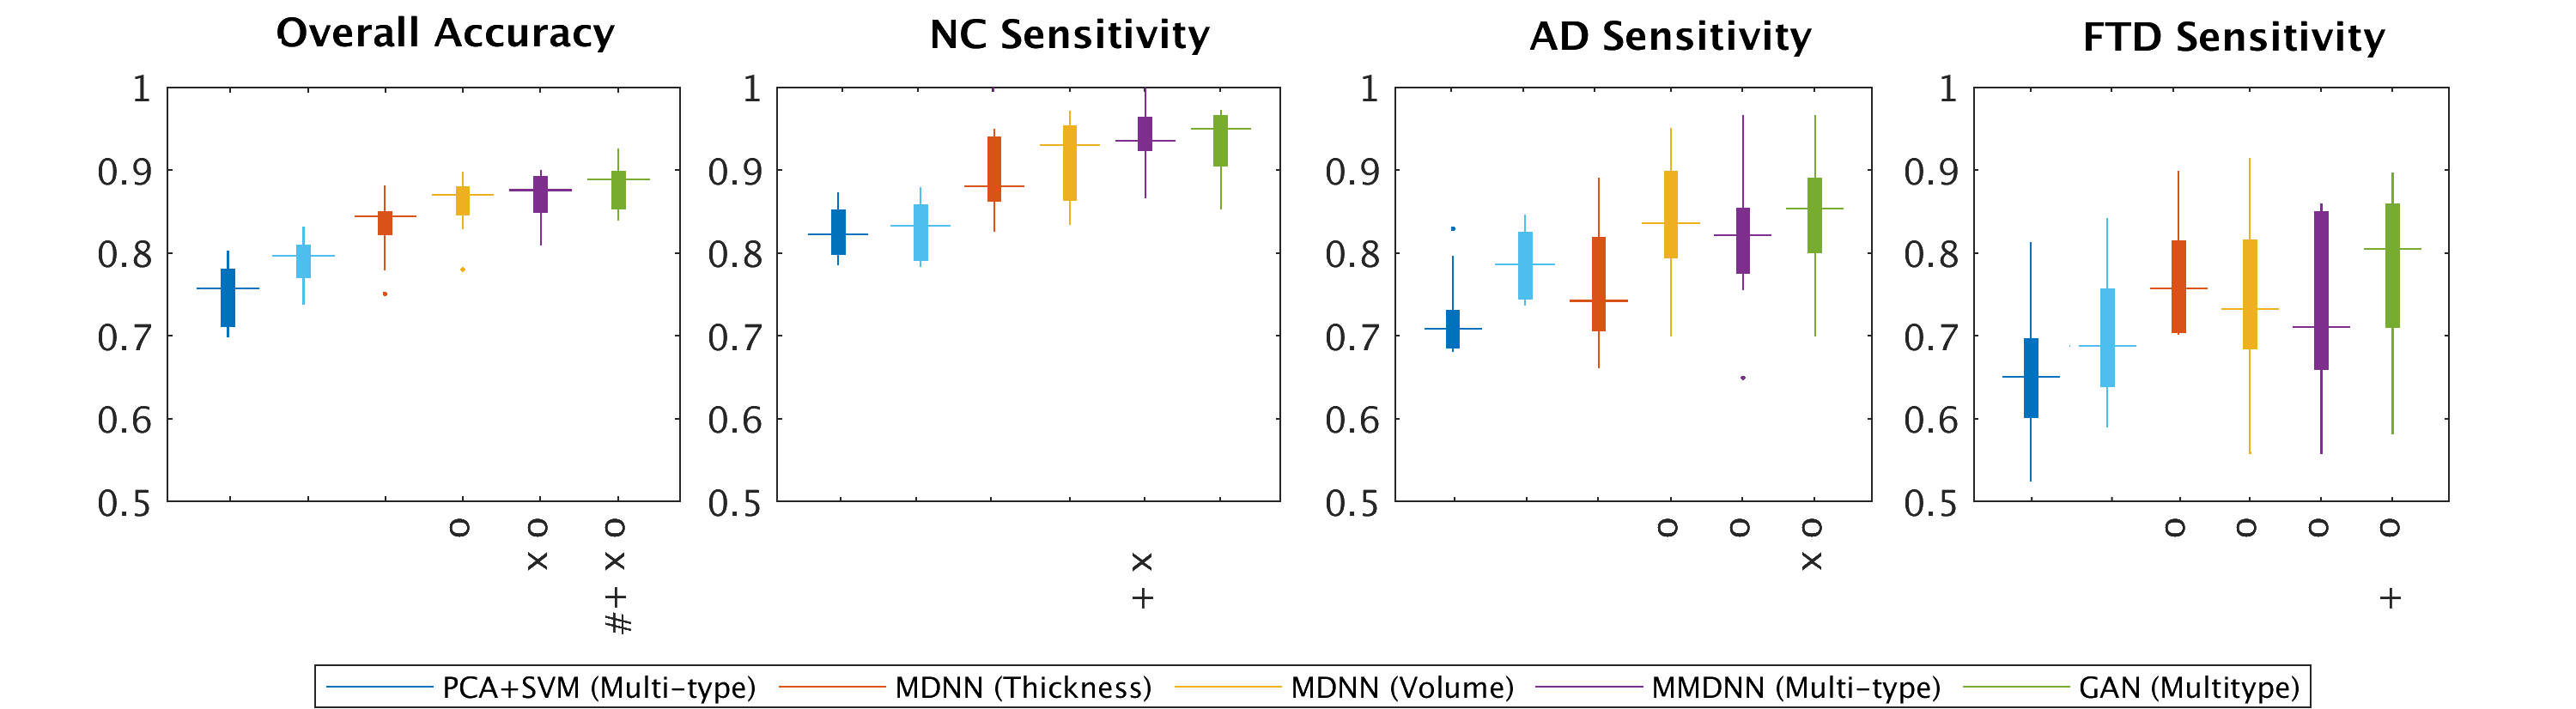 Overall Accuracy NC Sensitivity AD Sensitivity FTD Sensitivity
1 1 1 1
0.9 0.9 0.9 0.9
0.8 0.8 0.8 0.8
0.7 0.7 0.7 0.7
0.6 0.6 0.6 0.6
0.5 0.5 0.5 0.5
o
x o
#+ x o
+ x
o
o
x o
o
o
o
+ o
PCA+SVM (Multi-type) MDNN (Thickness) MDNN (Volume) MMDNN (Multi-type) GAN (Multitype)